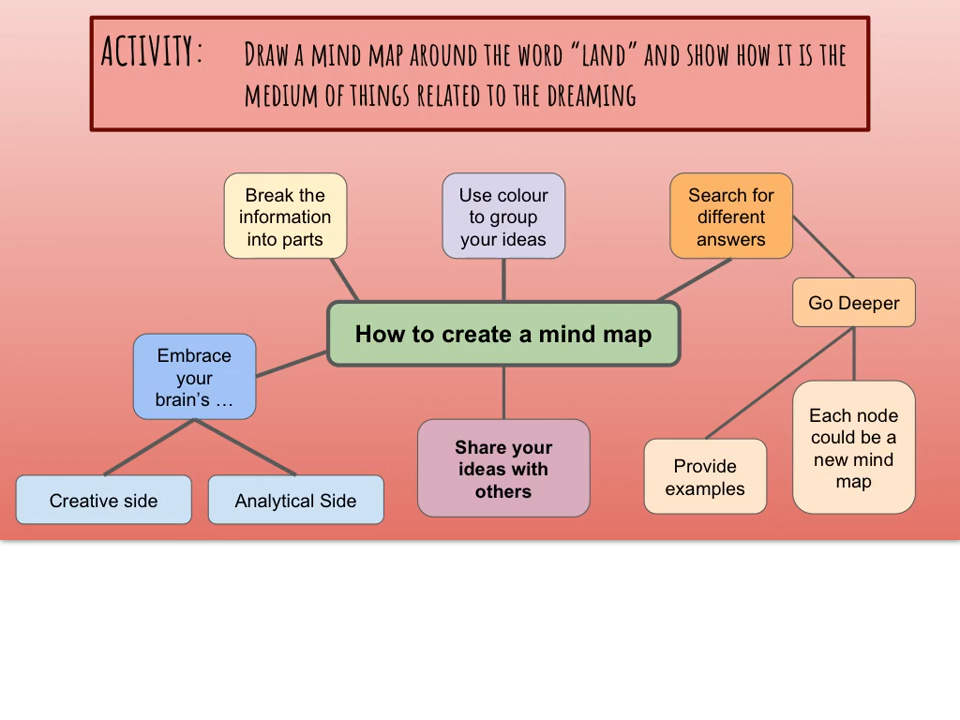 ACTIVITY: DRAW A MIND MAP AROUND THE WORD “LAND” AND SHOW HOW IT IS THE
MEDIUM OF THINGS RELATED TO THE DREAMING
Break the
information
into parts
Use colour
to group
your ideas
Search for
different
answers
Go Deeper
How to create a mind map
Embrace
your
brain’s …
Share your
ideas with
others
Each node
could be a
new mind
map
Provide
examples
Creative side
Analytical Side